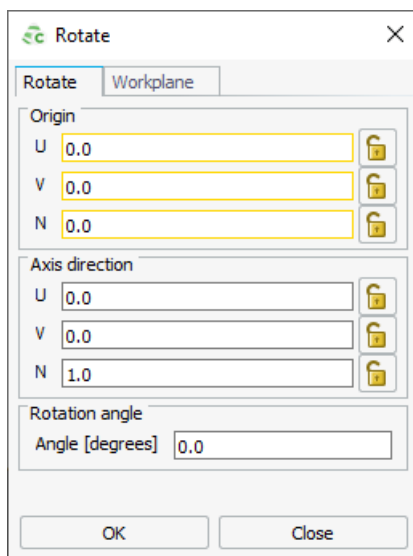 Rotate
Rotate Workplane
Origin
U 0.0
V 0.0
N 0.0
Axis direction
U 0.0
V 0.0
N 1.0
Rotation angle
Angle [degrees] 0.0
OK Close